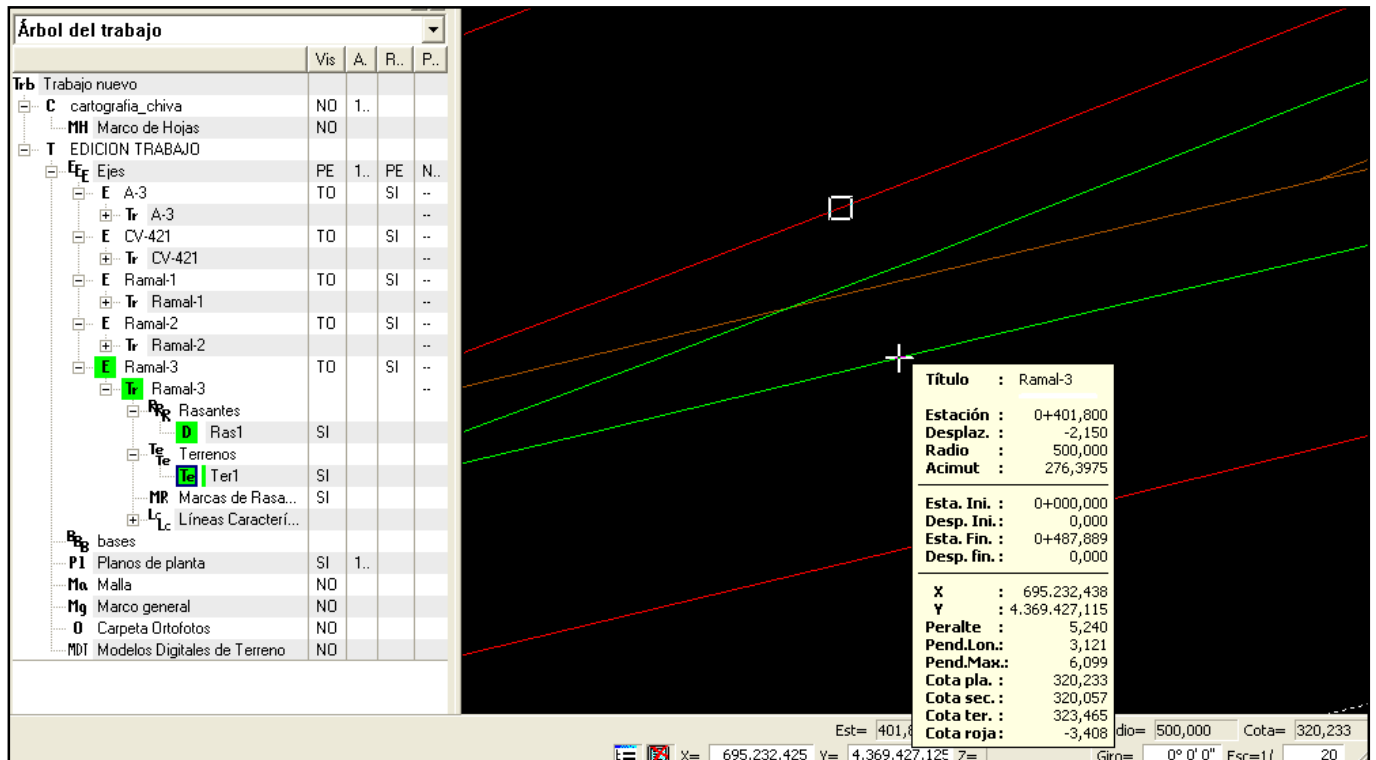 Árbol del trabajo
Vis A. R.. P..
Trb Trabajo nuevo
C cartografia_chiva NO 1..
MH Marco de Hojas NO
T EDICION TRABAJO
EEE Ejes PE 1.. PE N..
E A-3 TO SI --
Tr A-3 --
E CV-421 TO SI --
Tr CV-421 --
E Ramal-1 TO SI --
Tr Ramal-1 --
E Ramal-2 TO SI --
Tr Ramal-2 --
E Ramal-3 TO SI --
Tr Ramal-3 --
RRR Rasantes
D Ras1 SI
Te Te Terrenos
Te Ter1 SI
MR Marcas de Rasa... SI
Lc Lc Líneas Caracterí...
BBB bases
Pl Planos de planta SI 1..
Ma Malla NO
Mg Marco general NO
O Carpeta Ortofotos NO
MDT Modelos Digitales de Terreno NO
Título : Ramal-3
Estación : 0+401,800
Desplaz. : -2,150
Radio : 500,000
Acimut : 276,3975
Esta. Ini. : 0+000,000
Desp. Ini. : 0,000
Esta. Fin. : 0+487,889
Desp. fin. : 0,000
X : 695.232,438
Y : 4.369.427,115
Peralte : 5,240
Pend.Lon.: 3,121
Pend.Max.: 6,099
Cota pla. : 320,233
Cota sec. : 320,057
Cota ter. : 323,465
Cota roja: -3,408
Est= 401,8 dio= 500,000 Cota= 320,233
X= 695.232,425 Y= 4.369.427,125 Z= Giro= 0° 0' 0" Esc=1/ 20